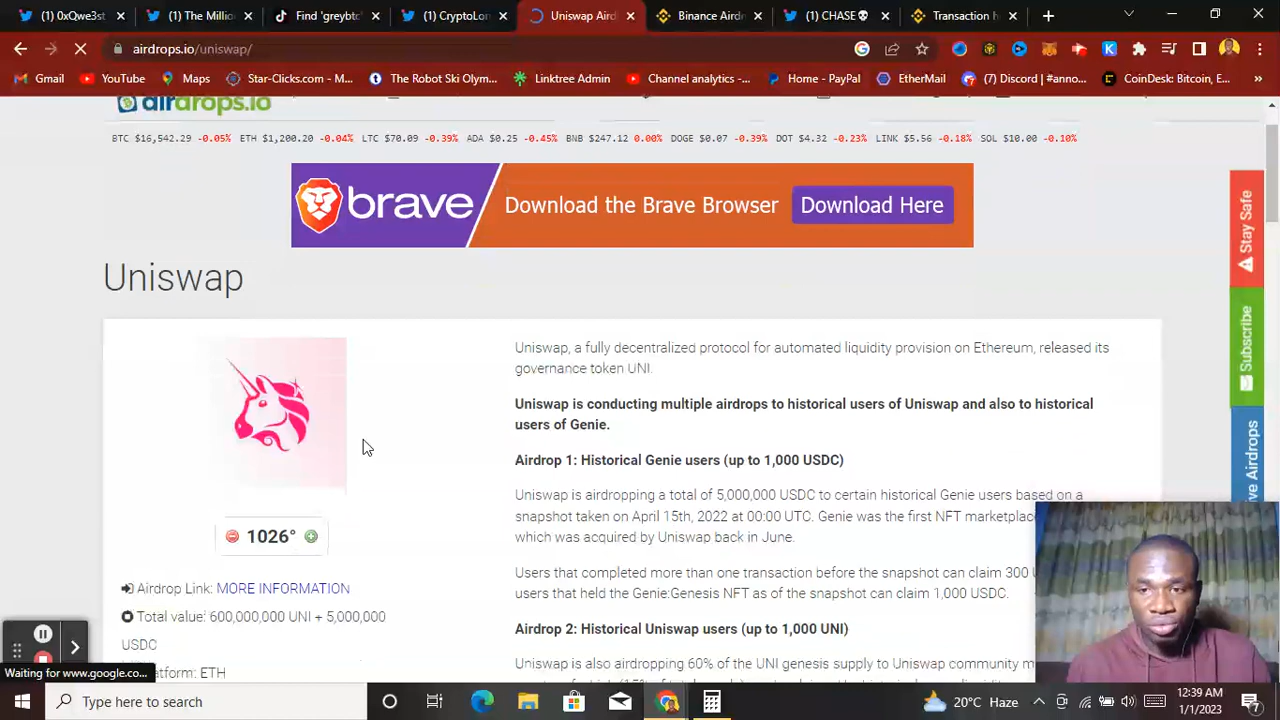 (1) 0xQwe3st
(1) The Million
Find 'greybtc'
(1) CryptoLon
Uniswap Aird
Binance Airdr
(1) CHASE
Transaction h
airdrops.io/uniswap/
Gmail
YouTube
Maps
Star-Clicks.com - M...
The Robot Ski Olym...
Linktree Admin
Channel analytics -...
Home - PayPal
EtherMail
(7) Discord | #anno...
CoinDesk: Bitcoin, E...
airdrops.io
BTC $16,542.29 -0.05% ETH $1,200.20 -0.04% LTC $70.09 -0.39% ADA $0.25 -0.45% BNB $247.12 0.00% DOGE $0.07 -0.39% DOT $4.32 -0.23% LINK $5.56 -0.18% SOL $10.00 -0.10%
brave
Download the Brave Browser
Download Here
Stay Safe
Subscribe
Uniswap
Uniswap, a fully decentralized protocol for automated liquidity provision on Ethereum, released its
governance token UNI.
Uniswap is conducting multiple airdrops to historical users of Uniswap and also to historical
users of Genie.
Airdrop 1: Historical Genie users (up to 1,000 USDC)
Uniswap is airdropping a total of 5,000,000 USDC to certain historical Genie users based on a
snapshot taken on April 15th, 2022 at 00:00 UTC. Genie was the first NFT marketplac
which was acquired by Uniswap back in June.
Users that completed more than one transaction before the snapshot can claim 300 U
users that held the Genie:Genesis NFT as of the snapshot can claim 1,000 USDC.
Airdrop 2: Historical Uniswap users (up to 1,000 UNI)
Uniswap is also airdropping 60% of the UNI genesis supply to Uniswap community m
1026°
Airdrop Link: MORE INFORMATION
Total value: 600,000,000 UNI + 5,000,000
USDC
atform: ETH
ve Airdrops
Waiting for www.google.co...
Type here to search
20°C Haze
12:39 AM
1/1/2023
7